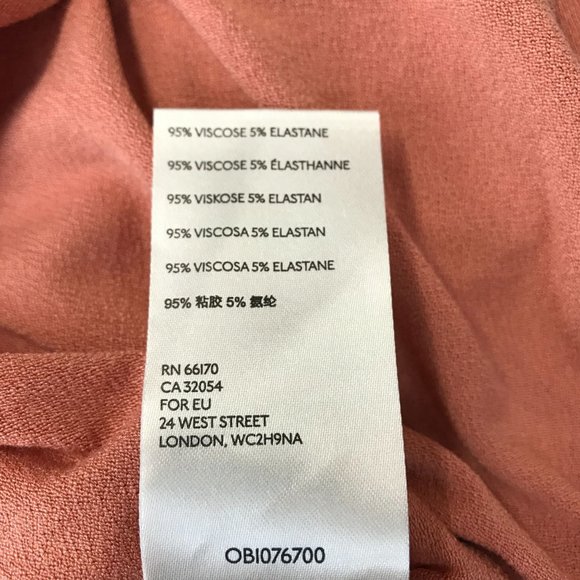 95% VISCOSE 5% ELASTANE
95% VISCOSE 5% ÉLASTHANNE
95% VISKOSE 5% ELASTAN
95% VISCOSA 5% ELASTAN
95% VISCOSA 5% ELASTANE
95% 粘胶 5% 氨纶
RN 66170
CA 32054
FOR EU
24 WEST STREET
LONDON, WC2H9NA
OB1076700